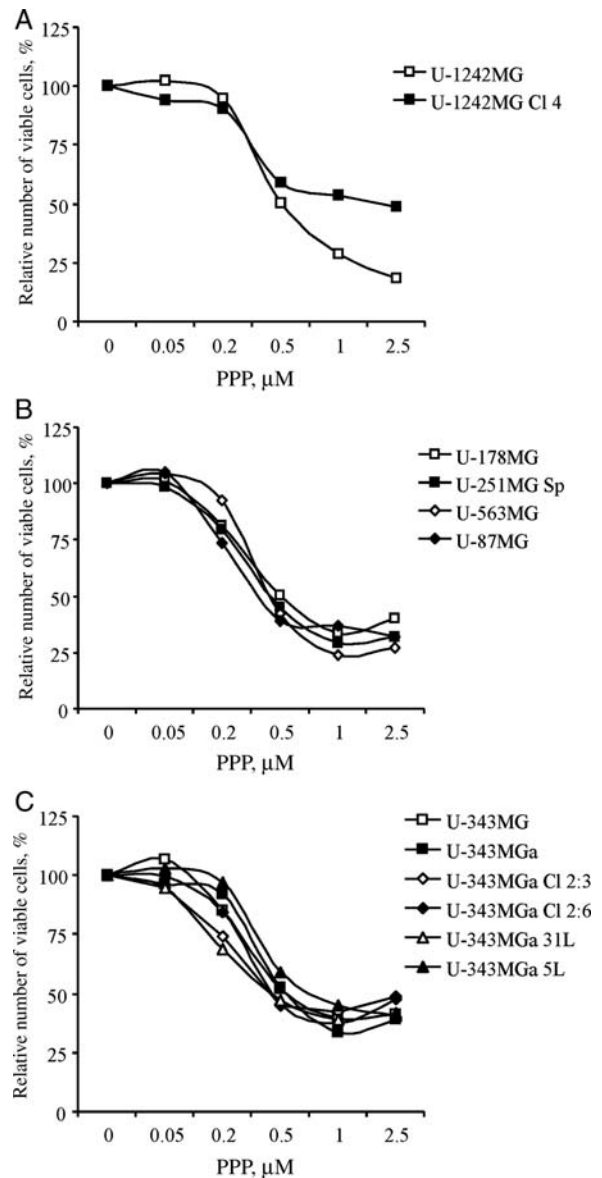 A
Relative number of viable cells, %
125
100
75
50
25
0
0 0.05 0.2 0.5 1 2.5
PPP, μM
U-1242MG
U-1242MG Cl 4
B
Relative number of viable cells, %
125
100
75
50
25
0
0 0.05 0.2 0.5 1 2.5
PPP, μM
U-178MG
U-251MG Sp
U-563MG
U-87MG
C
Relative number of viable cells, %
125
100
75
50
25
0
0 0.05 0.2 0.5 1 2.5
PPP, μM
U-343MG
U-343MGa
U-343MGa Cl 2:3
U-343MGa Cl 2:6
U-343MGa 31L
U-343MGa 5L